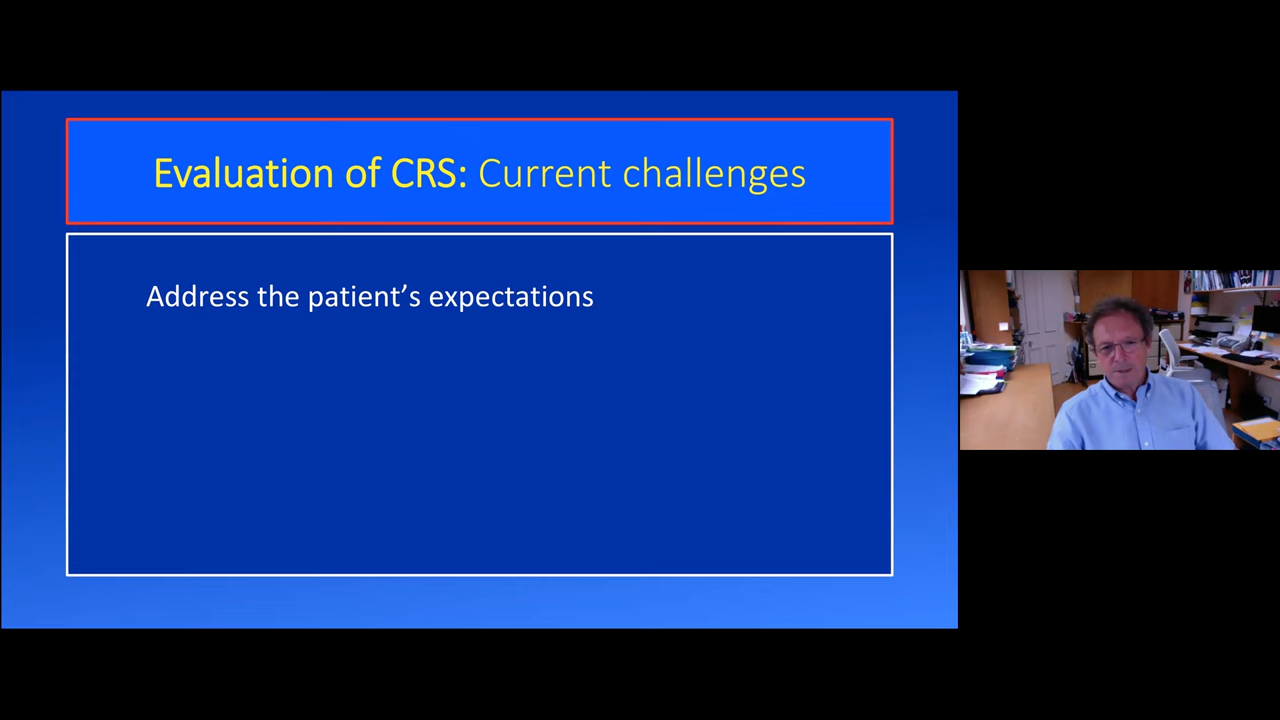 Evaluation of CRS: Current challenges
Address the patient’s expectations